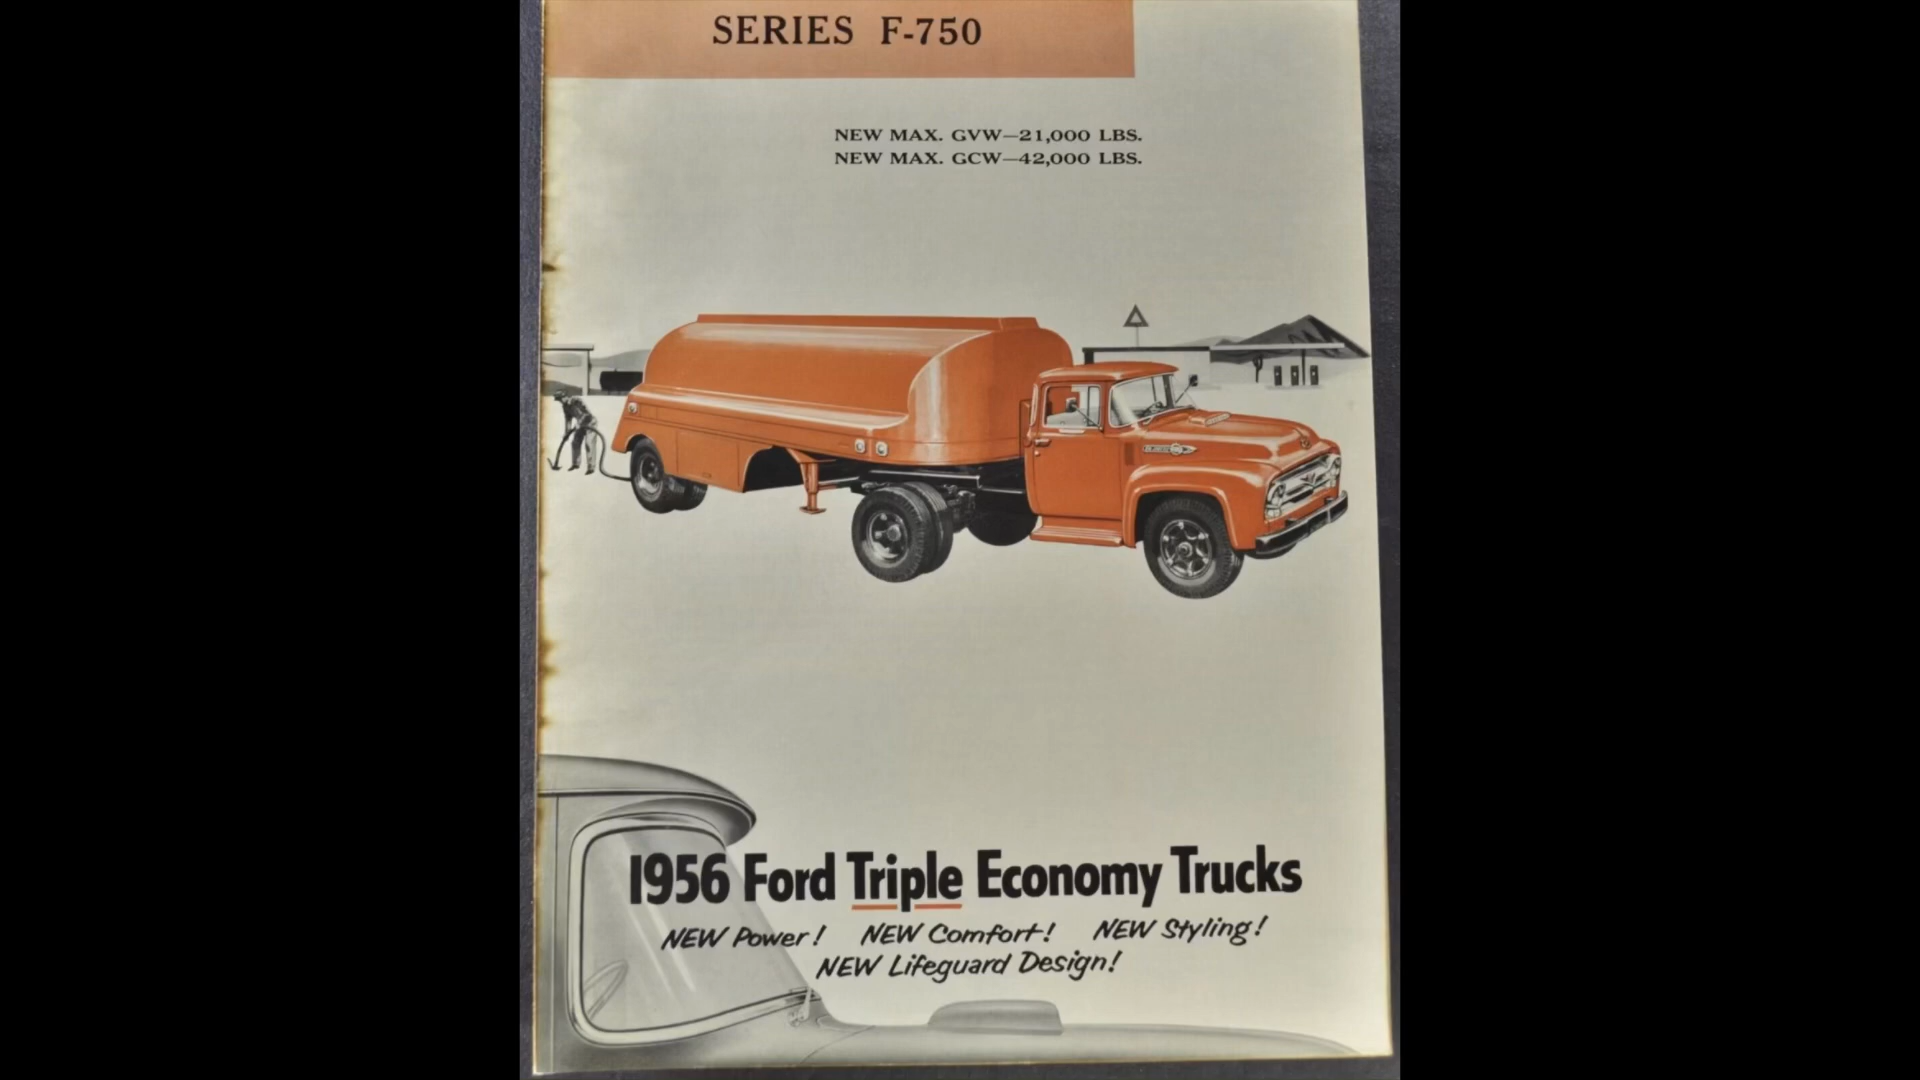 SERIES F-750
NEW MAX. GVW—21,000 LBS.
NEW MAX. GCW—42,000 LBS.
1956 Ford Triple Economy Trucks
NEW Power! NEW Comfort! NEW Styling!
NEW Lifeguard Design!